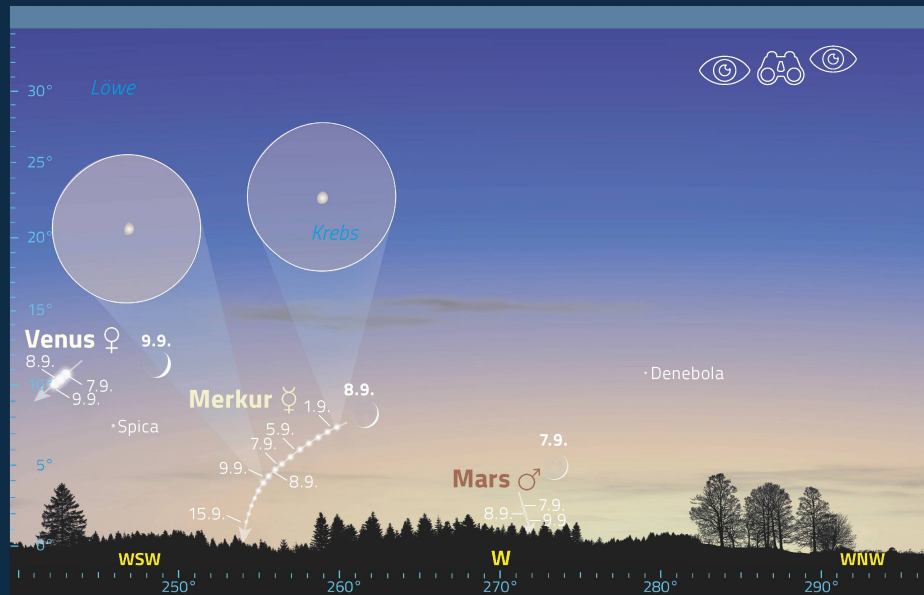 30°
Löwe
25°
20°
Krebs
15°
Venus ♀
9.9.
8.9.
7.9.
9.9.
10°
Denebola
Merkur ☿
8.9.
1.9.
Spica
5.9.
7.9.
7.9.
5°
9.9.
8.9.
Mars ♂
15.9.
8.9.
7.9.
9.9.
0°
WSW
W
WNW
250°
260°
270°
280°
290°